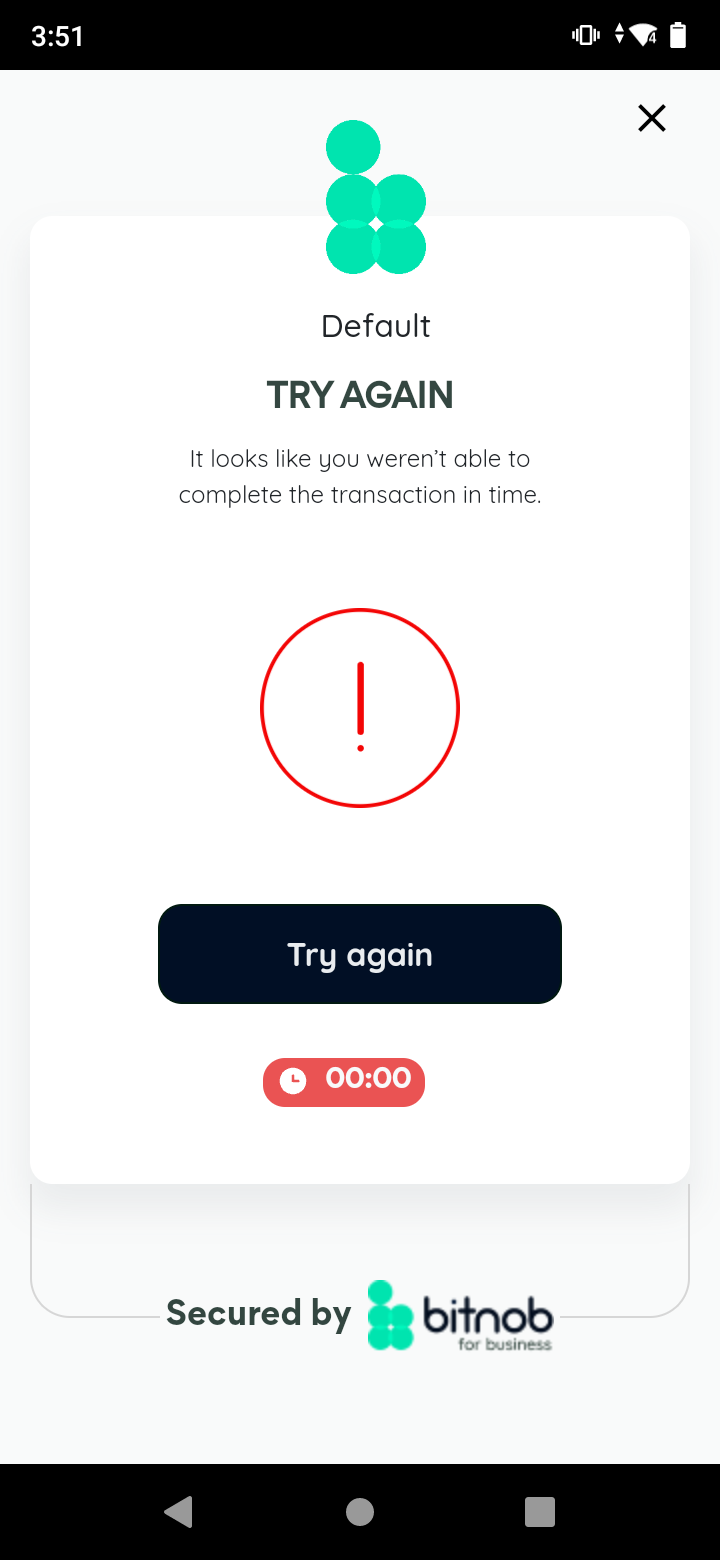 3:51
4
Default
TRY AGAIN
It looks like you weren’t able to
complete the transaction in time.
Try again
00:00
Secured by bitnob
for business